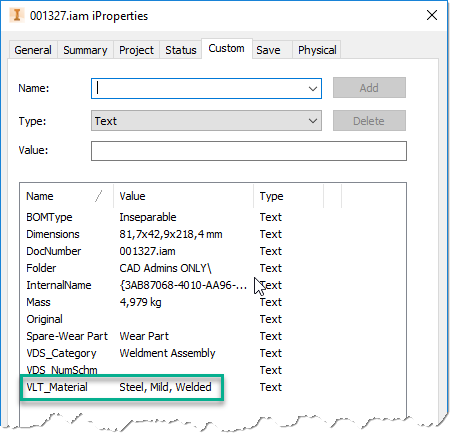 001327.iam iProperties
General Summary Project Status Custom Save Physical
Name: Add
Type: Text Delete
Value:
Name Value Type
BOMType Inseparable Text
Dimensions 81,7x42,9x218,4 mm Text
DocNumber 001327.iam Text
Folder CAD Admins ONLY\ Text
InternalName {3AB87068-4010-AA96-... Text
Mass 4,979 kg Text
Original Text
Spare-Wear Part Wear Part Text
VDS_Category Weldment Assembly Text
VDS_NumSchm Text
VLT_Material Steel, Mild, Welded Text